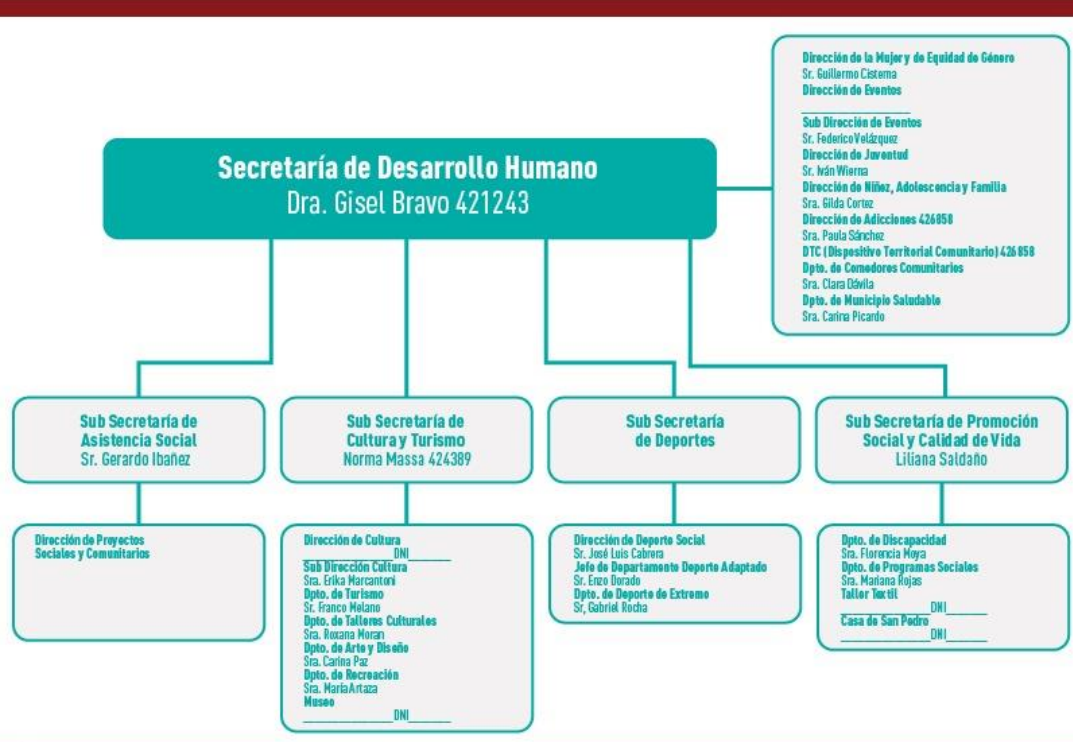 Secretaría de Desarrollo Humano
Dra. Gisel Bravo 421243
Dirección de la Mujer y de Equidad de Género
Sr. Guillermo Cisterna
Dirección de Eventos
____________________
Sub Dirección de Eventos
Sr. Federico Velázquez
Dirección de Juventud
Sr. Iván Wierna
Dirección de Niñez, Adolescencia y Familia
Sra. Gilda Cortez
Dirección de Adicciones 426858
Sra. Paula Sánchez
DTC (Dispositivo Territorial Comunitario) 426858
Dpto. de Comedores Comunitarios
Sra. Clara Dávila
Dpto. de Municipio Saludable
Sra. Carina Picardo
Sub Secretaría de
Asistencia Social
Sr. Gerardo Ibañez
Dirección de Proyectos
Sociales y Comunitarios
Sub Secretaría de
Cultura y Turismo
Norma Massa 424389
Dirección de Cultura
_________________DNI________
Sub Dirección Cultura
Sra. Erika Marcantoni
Dpto. de Turismo
Sr. Franco Melano
Dpto. de Talleres Culturales
Sra. Roxana Moran
Dpto. de Arte y Diseño
Sra. Carina Paz
Dpto. de Recreación
Sra. María Artaza
Museo
_________________DNI________
Sub Secretaría
de Deportes
Dirección de Deporte Social
Sr. José Luis Cabrera
Jefe de Departamento Deporte Adaptado
Sr. Enzo Dorado
Dpto. de Deporte de Extremo
Sr, Gabriel Rocha
Sub Secretaría de Promoción
Social y Calidad de Vida
Liliana Saldaño
Dpto. de Discapacidad
Sra. Florencia Moya
Dpto. de Programas Sociales
Sra. Mariana Rojas
Taller Textil
_________________DNI________
Casa de San Pedro
_________________DNI________